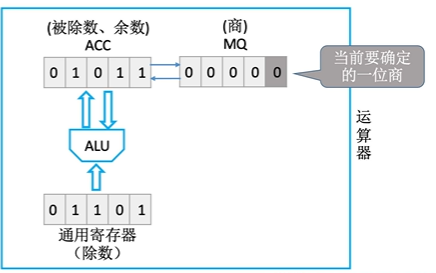 (被除数、余数)
ACC
(商)
MQ
0 1 0 1 1
0 0 0 0 0
当前要确定
的一位商
运算器
ALU
0 1 1 0 1
通用寄存器
（除数）